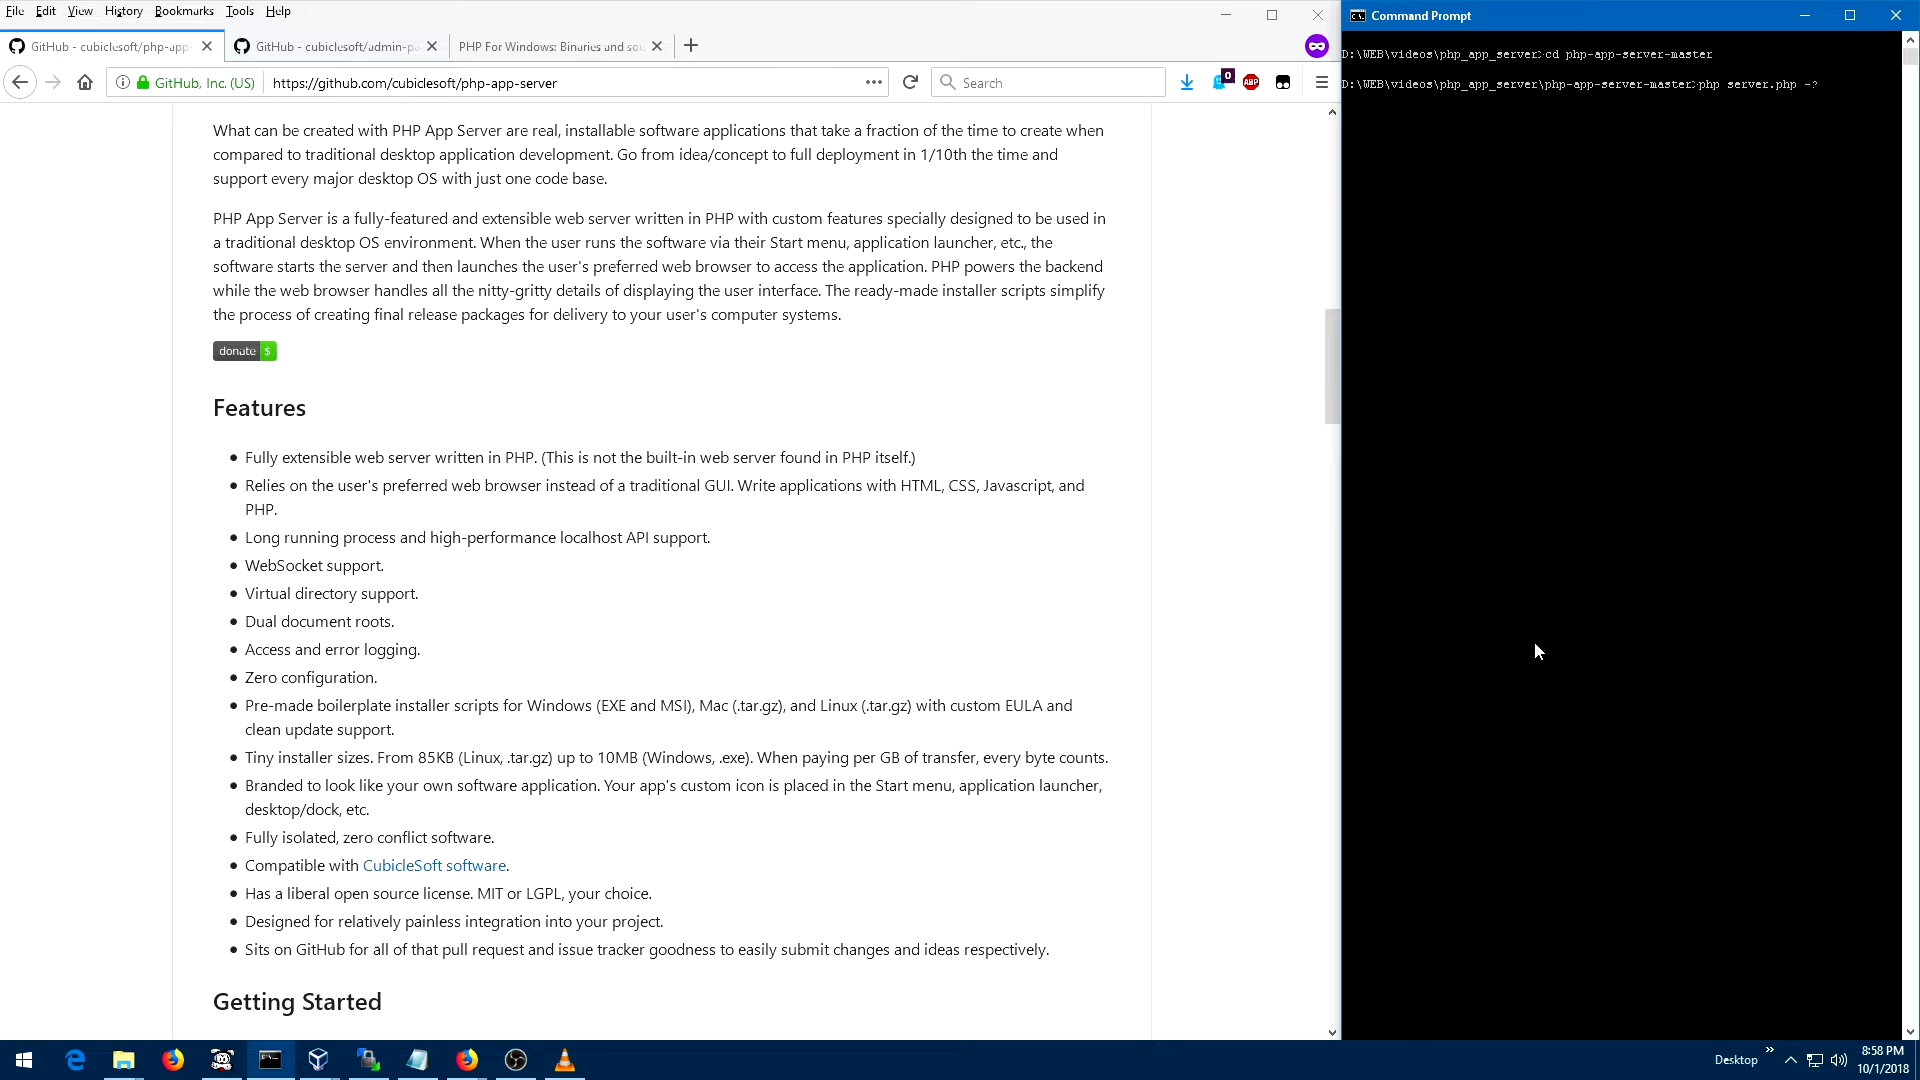 File Edit View History Bookmarks Tools Help
GitHub - cubiclesoft/php-app-
GitHub - cubiclesoft/admin-pa
PHP For Windows: Binaries and sou
GitHub, Inc. (US)
https://github.com/cubiclesoft/php-app-server
Search
0
ABP
What can be created with PHP App Server are real, installable software applications that take a fraction of the time to create when
compared to traditional desktop application development. Go from idea/concept to full deployment in 1/10th the time and
support every major desktop OS with just one code base.
PHP App Server is a fully-featured and extensible web server written in PHP with custom features specially designed to be used in
a traditional desktop OS environment. When the user runs the software via their Start menu, application launcher, etc., the
software starts the server and then launches the user's preferred web browser to access the application. PHP powers the backend
while the web browser handles all the nitty-gritty details of displaying the user interface. The ready-made installer scripts simplify
the process of creating final release packages for delivery to your user's computer systems.
donate $
Features
• Fully extensible web server written in PHP. (This is not the built-in web server found in PHP itself.)
• Relies on the user's preferred web browser instead of a traditional GUI. Write applications with HTML, CSS, Javascript, and
PHP.
• Long running process and high-performance localhost API support.
• WebSocket support.
• Virtual directory support.
• Dual document roots.
• Access and error logging.
• Zero configuration.
• Pre-made boilerplate installer scripts for Windows (EXE and MSI), Mac (.tar.gz), and Linux (.tar.gz) with custom EULA and
clean update support.
• Tiny installer sizes. From 85KB (Linux, .tar.gz) up to 10MB (Windows, .exe). When paying per GB of transfer, every byte counts.
• Branded to look like your own software application. Your app's custom icon is placed in the Start menu, application launcher,
desktop/dock, etc.
• Fully isolated, zero conflict software.
• Compatible with CubicleSoft software.
• Has a liberal open source license. MIT or LGPL, your choice.
• Designed for relatively painless integration into your project.
• Sits on GitHub for all of that pull request and issue tracker goodness to easily submit changes and ideas respectively.
Getting Started
Command Prompt
D:\WEB\videos\php_app_server>cd php-app-server-master
D:\WEB\videos\php_app_server\php-app-server-master>php server.php -?
Desktop
8:58 PM
10/1/2018